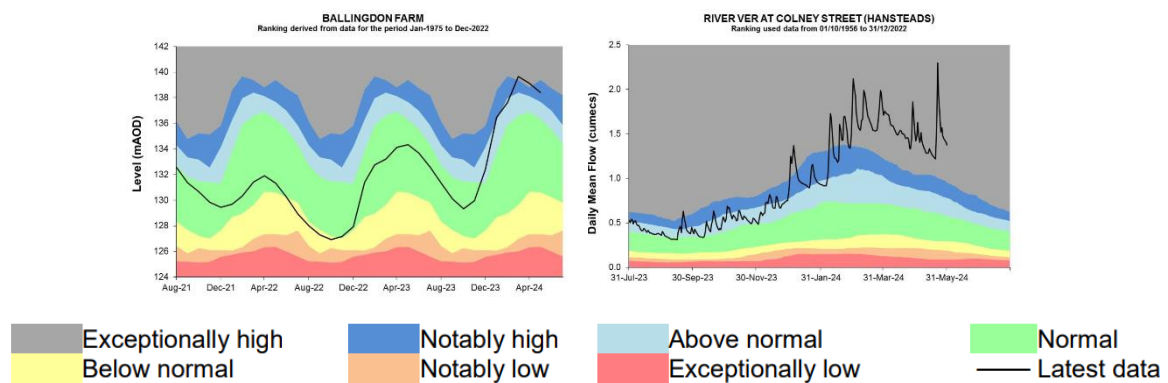 BALLINGDON FARM
Ranking derived from data for the period Jan-1975 to Dec-2022
Level (mAOD)
142
140
138
136
134
132
130
128
126
124
Aug-21 Dec-21 Apr-22 Aug-22 Dec-22 Apr-23 Aug-23 Dec-23 Apr-24
RIVER VER AT COLNEY STREET (HANSTEADS)
Ranking used data from 01/10/1956 to 31/12/2022
Daily Mean Flow (cumecs)
2.5
2.0
1.5
1.0
0.5
0.0
31-Jul-23 30-Sep-23 30-Nov-23 31-Jan-24 31-Mar-24 31-May-24
Exceptionally high Notably high Above normal Normal
Below normal Notably low Exceptionally low Latest data